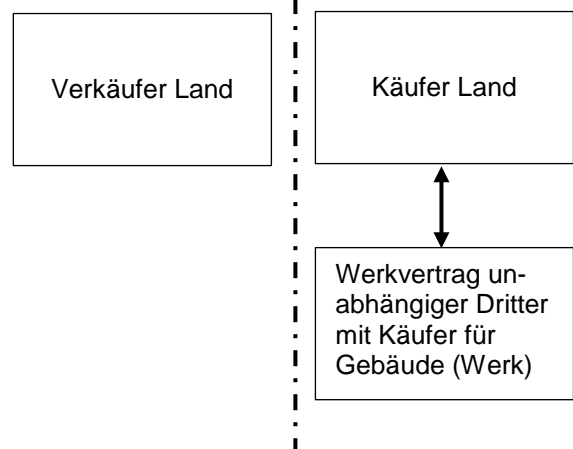 Verkäufer Land
Käufer Land
Werkvertrag un-
abhängiger Dritter
mit Käufer für
Gebäude (Werk)